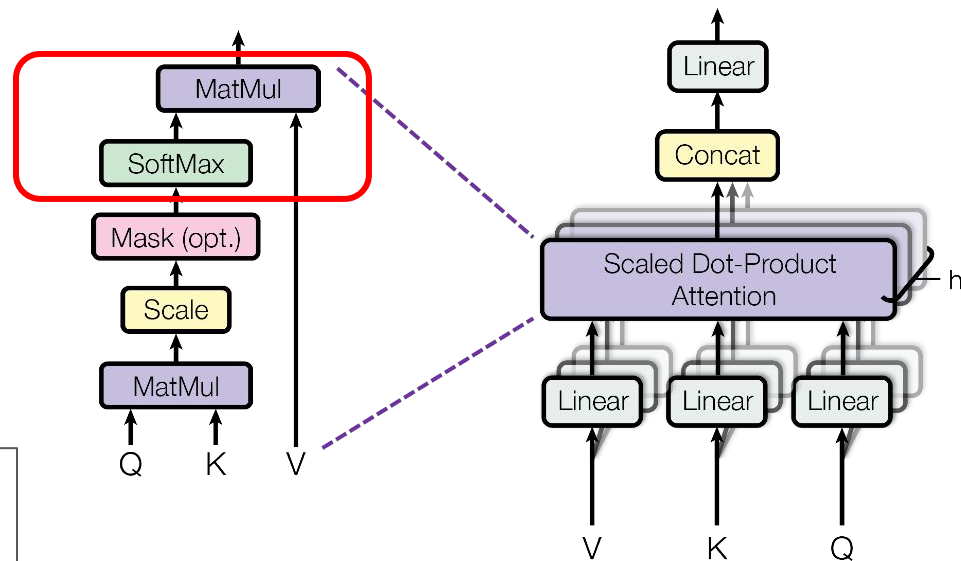 MatMul
SoftMax
Mask (opt.)
Scale
MatMul
Q K V
Linear
Concat
Scaled Dot-Product
Attention
h
Linear Linear Linear
V K Q